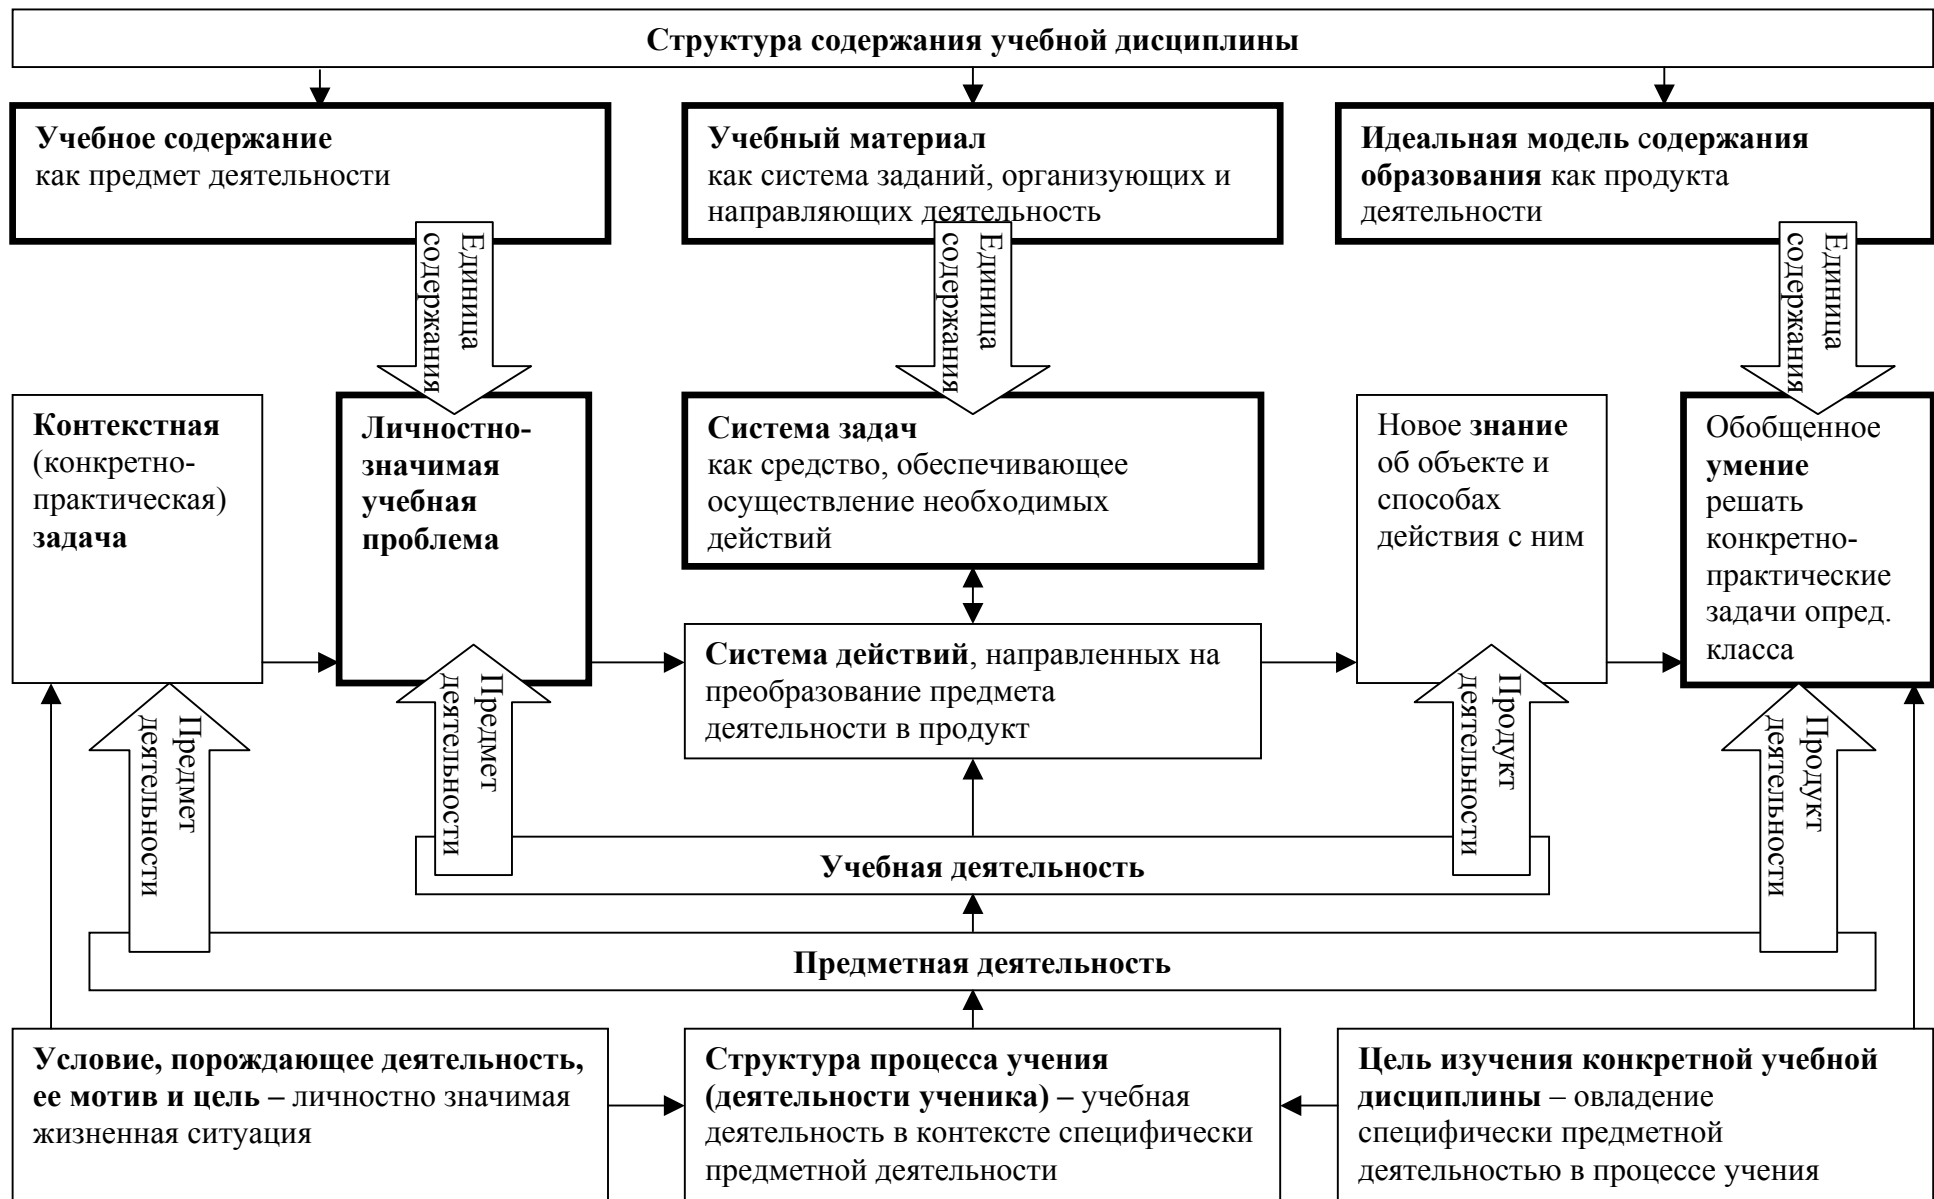 Структура содержания учебной дисциплины
Учебное содержание
как предмет деятельности
Учебный материал
как система заданий, организующих и
направляющих деятельность
Идеальная модель содержания
образования как продукта
деятельности
Единица
содержания
Единица
содержания
Единица
содержания
Контекстная
(конкретно-
практическая)
задача
Личностно-
значимая
учебная
проблема
Система задач
как средство, обеспечивающее
осуществление необходимых
действий
Новое знание
об объекте и
способах
действия с ним
Обобщенное
умение
решать
конкретно-
практические
задачи опред.
класса
Система действий, направленных на
преобразование предмета
деятельности в продукт
Предмет
деятельности
Предмет
деятельности
Продукт
деятельности
Продукт
деятельности
Учебная деятельность
Предметная деятельность
Условие, порождающее деятельность,
ее мотив и цель – личностно значимая
жизненная ситуация
Структура процесса учения
(деятельности ученика) – учебная
деятельность в контексте специфически
предметной деятельности
Цель изучения конкретной учебной
дисциплины – овладение
специфически предметной
деятельностью в процессе учения